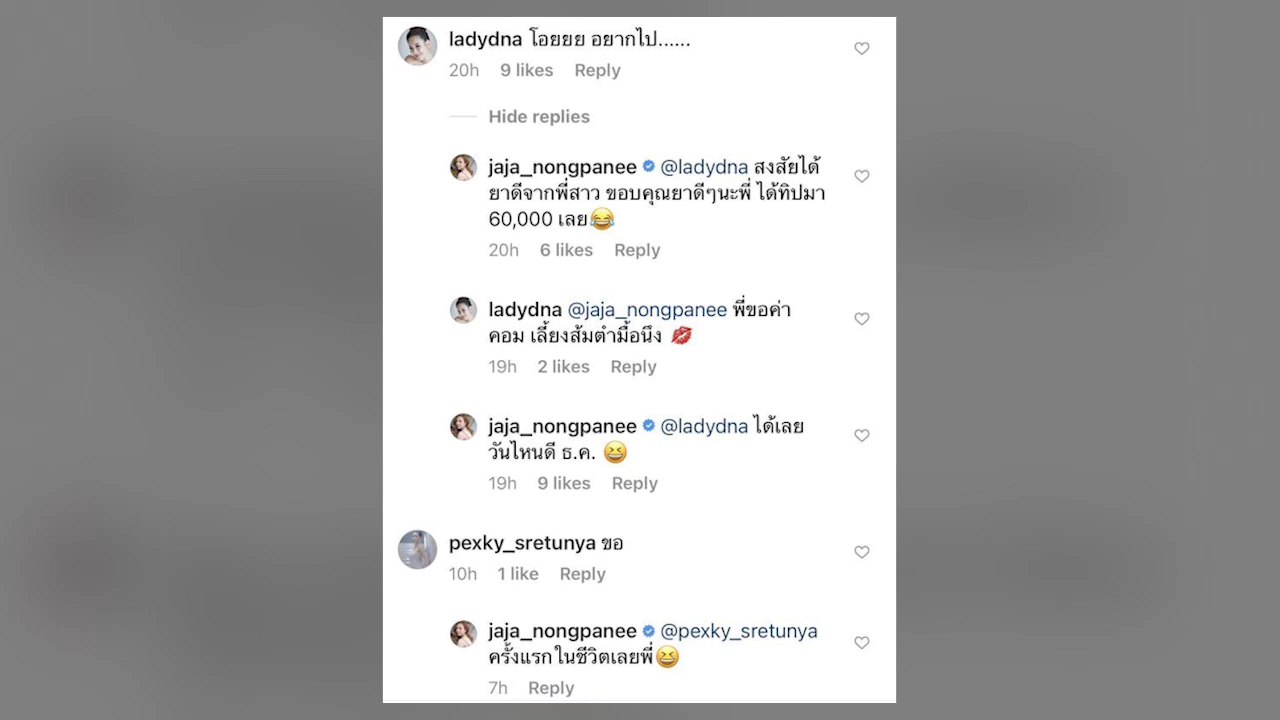 ladydna โอยยย อยากไป......
20h 9 likes Reply
Hide replies
jaja_nongpanee @ladydna สงสัยได้
ยาดีจากพี่สาว ขอบคุณยาดีๆนะพี่ ได้ทิปมา
60,000 เลย😂
20h 6 likes Reply
ladydna @jaja_nongpanee พี่ขอค่า
คอม เลี้ยงส้มตำมื้อนึง 💋
19h 2 likes Reply
jaja_nongpanee @ladydna ได้เลย
วันไหนดี ธ.ค. 😆
19h 9 likes Reply
pexky_sretunya ขอ
10h 1 like Reply
jaja_nongpanee @pexky_sretunya
ครั้งแรกในชีวิตเลยพี่😆
7h Reply